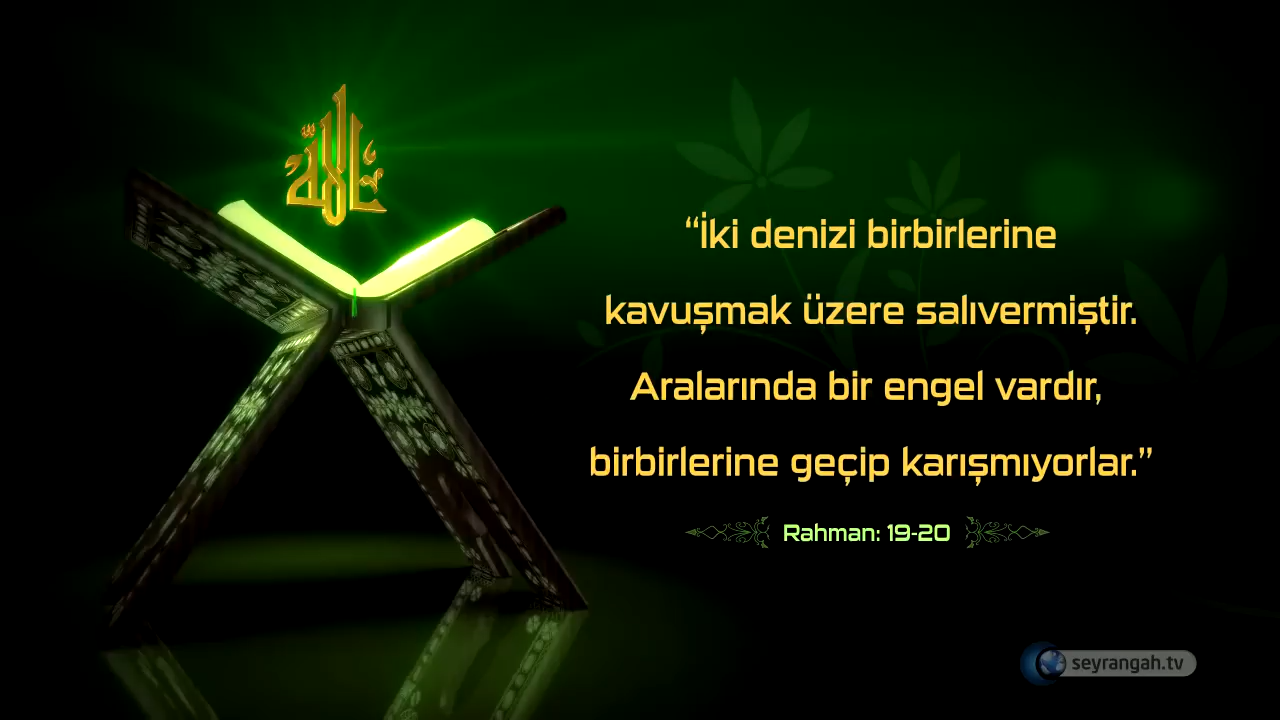 الله
“İki denizi birbirlerine
kavuşmak üzere salıvermiştir.
Aralarında bir engel vardır,
birbirlerine geçip karışmıyorlar.”
Rahman: 19-20
seyrangah.tv